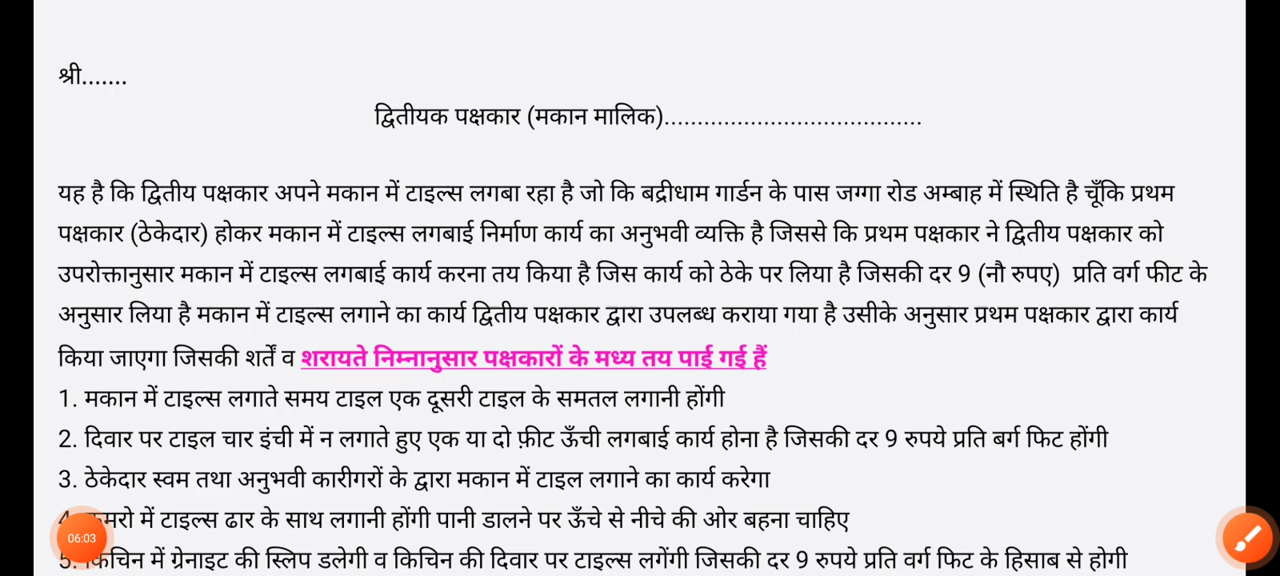 श्री.......
द्वितीयक पक्षकार (मकान मालिक).......................................
यह है कि द्वितीय पक्षकार अपने मकान में टाइल्स लगबा रहा है जो कि बद्रीधाम गार्डन के पास जग्गा रोड अम्बाह में स्थिति है चूँकि प्रथम
पक्षकार (ठेकेदार) होकर मकान में टाइल्स लगबाई निर्माण कार्य का अनुभवी व्यक्ति है जिससे कि प्रथम पक्षकार ने द्वितीय पक्षकार को
उपरोक्तानुसार मकान में टाइल्स लगबाई कार्य करना तय किया है जिस कार्य को ठेके पर लिया है जिसकी दर 9 (नौ रुपए) प्रति वर्ग फीट के
अनुसार लिया है मकान में टाइल्स लगाने का कार्य द्वितीय पक्षकार द्वारा उपलब्ध कराया गया है उसीके अनुसार प्रथम पक्षकार द्वारा कार्य
किया जाएगा जिसकी शर्तें व शरायते निम्नानुसार पक्षकारों के मध्य तय पाई गई हैं
1. मकान में टाइल्स लगाते समय टाइल एक दूसरी टाइल के समतल लगानी होंगी
2. दिवार पर टाइल चार इंची में न लगाते हुए एक या दो फ़ीट ऊँची लगबाई कार्य होना है जिसकी दर 9 रुपये प्रति बर्ग फिट होंगी
3. ठेकेदार स्वम तथा अनुभवी कारीगरों के द्वारा मकान में टाइल लगाने का कार्य करेगा
4. कमरो में टाइल्स ढार के साथ लगानी होंगी पानी डालने पर ऊँचे से नीचे की ओर बहना चाहिए
06:03
5. किचिन में ग्रेनाइट की स्लिप डलेगी व किचिन की दिवार पर टाइल्स लगेंगी जिसकी दर 9 रुपये प्रति वर्ग फिट के हिसाब से होगी